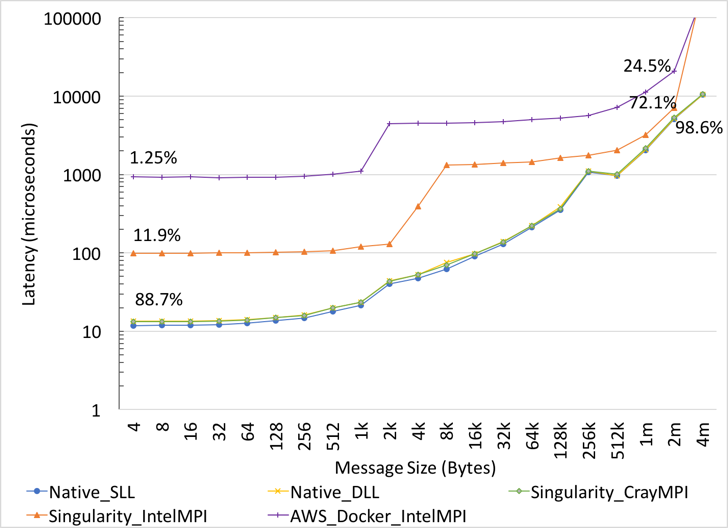 100000
10000
1000
100
10
1
Latency (microseconds)
24.5%
72.1%
98.6%
1.25%
11.9%
88.7%
4 8 16 32 64 128 256 512 1k 2k 4k 8k 16k 32k 64k 128k 256k 512k 1m 2m 4m
Message Size (Bytes)
Native_SLL Native_DLL Singularity_CrayMPI
Singularity_IntelMPI AWS_Docker_IntelMPI